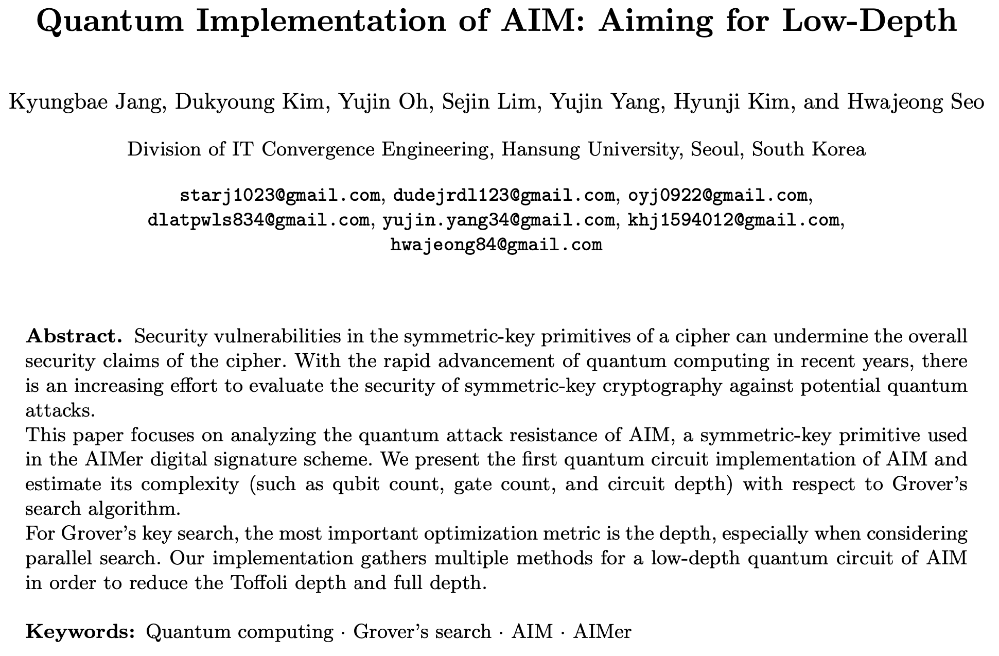 Quantum Implementation of AIM: Aiming for Low-Depth
Kyungbae Jang, Dukyoung Kim, Yujin Oh, Sejin Lim, Yujin Yang, Hyunji Kim, and Hwajeong Seo
Division of IT Convergence Engineering, Hansung University, Seoul, South Korea
starj1023@gmail.com, dudejrdl123@gmail.com, oyj0922@gmail.com,
dlatpwls834@gmail.com, yujin.yang34@gmail.com, khj1594012@gmail.com,
hwajeong84@gmail.com
Abstract. Security vulnerabilities in the symmetric-key primitives of a cipher can undermine the overall
security claims of the cipher. With the rapid advancement of quantum computing in recent years, there
is an increasing effort to evaluate the security of symmetric-key cryptography against potential quantum
attacks.
This paper focuses on analyzing the quantum attack resistance of AIM, a symmetric-key primitive used
in the AIMer digital signature scheme. We present the first quantum circuit implementation of AIM and
estimate its complexity (such as qubit count, gate count, and circuit depth) with respect to Grover's
search algorithm.
For Grover's key search, the most important optimization metric is the depth, especially when considering
parallel search. Our implementation gathers multiple methods for a low-depth quantum circuit of AIM
in order to reduce the Toffoli depth and full depth.
Keywords: Quantum computing · Grover's search · AIM · AIMer